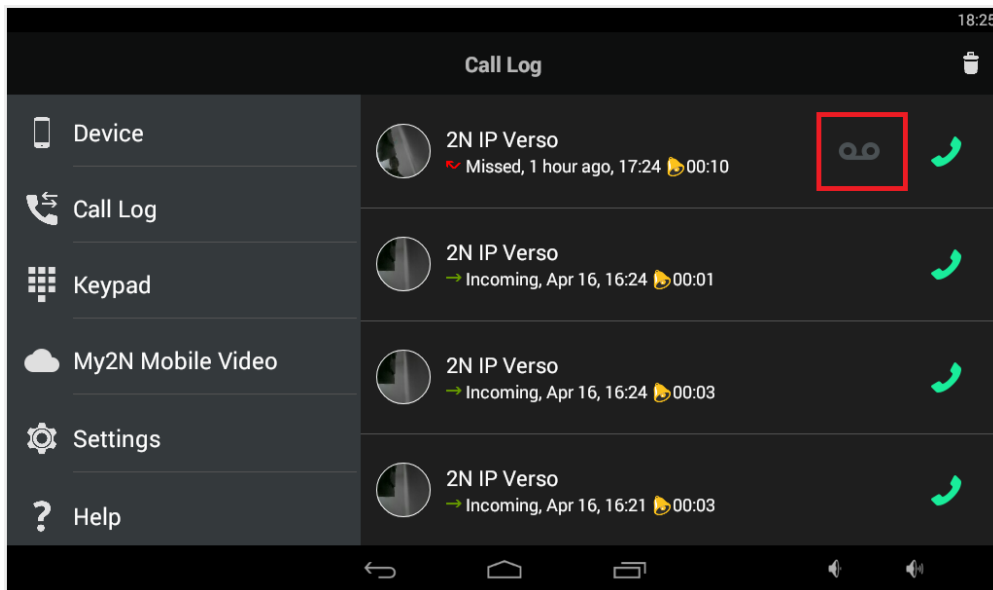 18:25
Call Log
Device
Call Log
Keypad
My2N Mobile Video
Settings
Help
2N IP Verso
Missed, 1 hour ago, 17:24 00:10
2N IP Verso
Incoming, Apr 16, 16:24 00:01
2N IP Verso
Incoming, Apr 16, 16:24 00:03
2N IP Verso
Incoming, Apr 16, 16:21 00:03